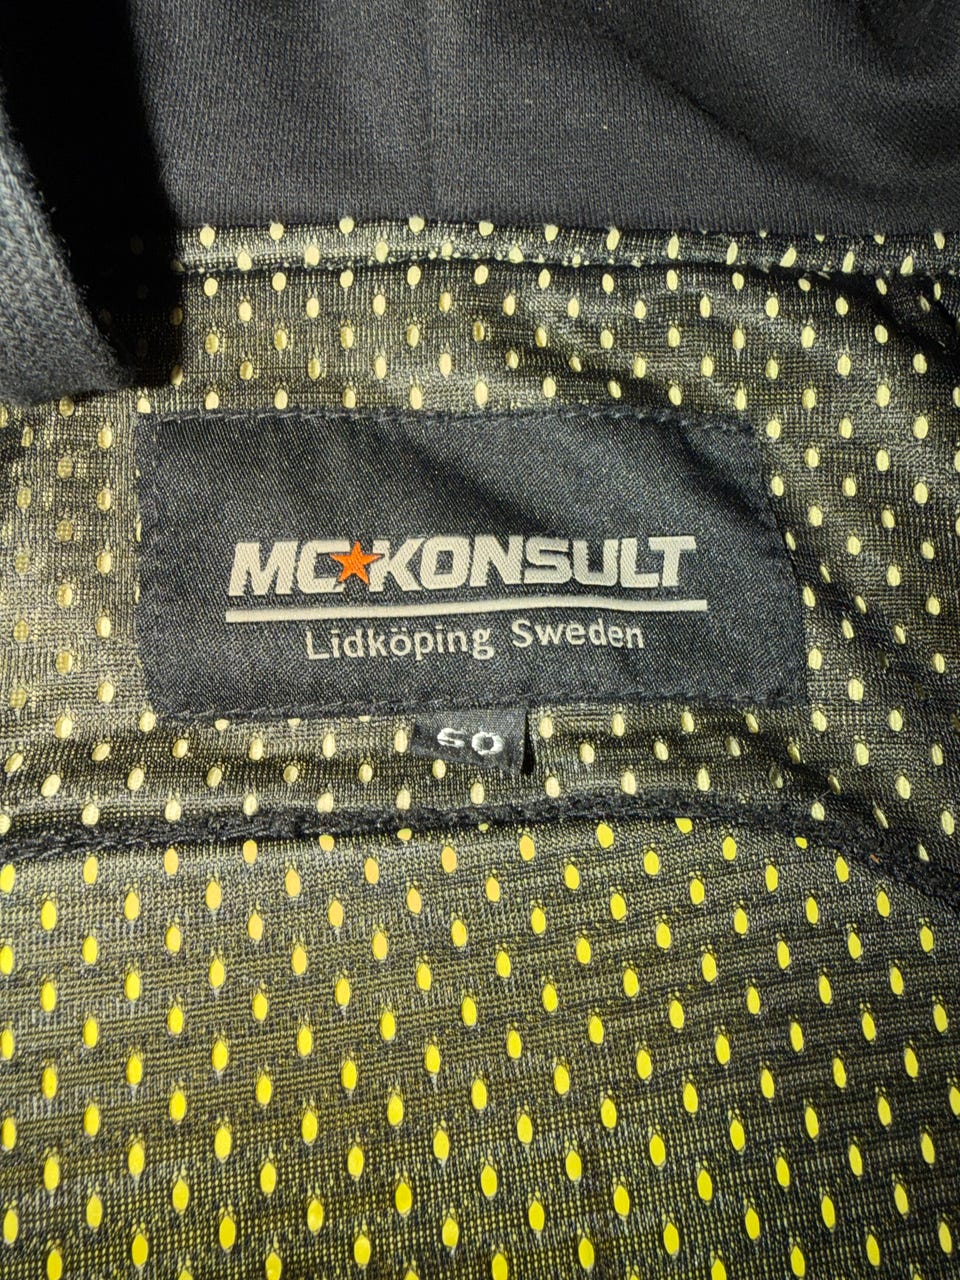 MC★KONSULT
Lidköping Sweden
50